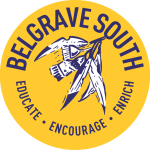 BELGRAVE SOUTH
EDUCATE • ENCOURAGE • ENRICH